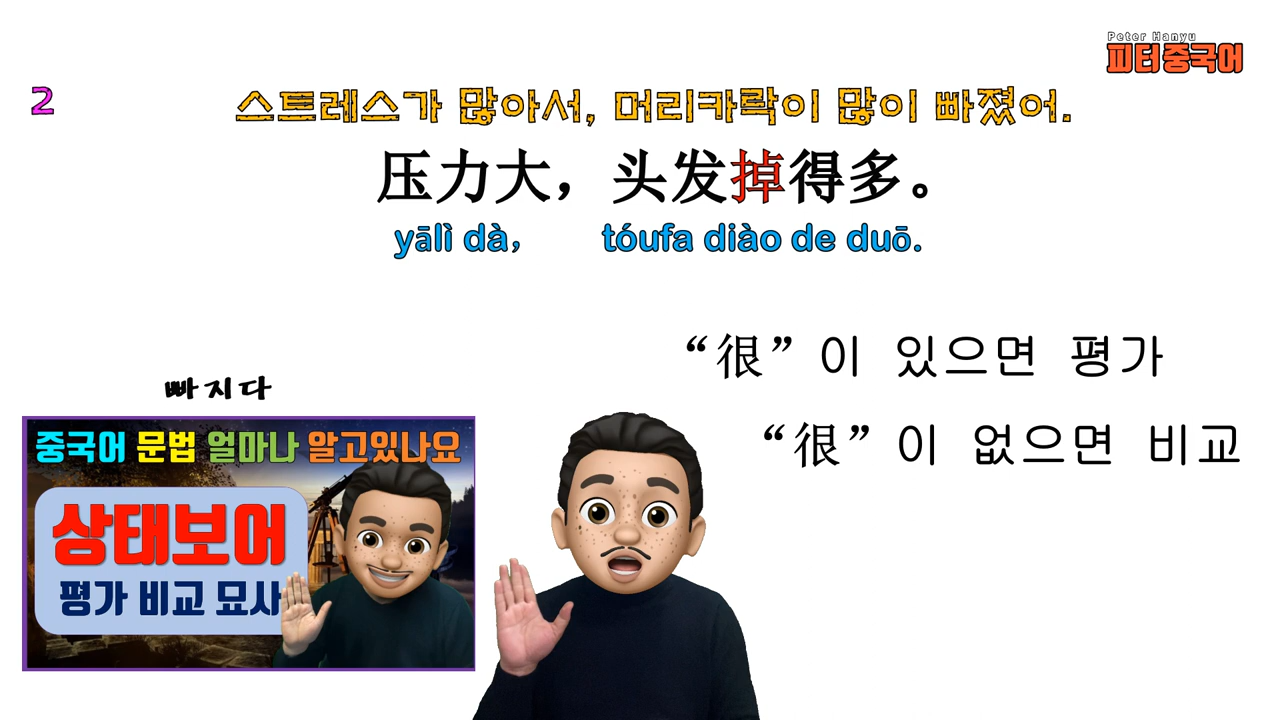 Peter Hanyu
피터중국어
2
스트레스가 많아서, 머리카락이 많이 빠졌어.
压力大，头发掉得多。
yālì dà, tóufa diào de duō.
“很”이 있으면 평가
“很”이 없으면 비교
빠지다
중국어 문법 얼마나 알고있나요
상태보어
평가 비교 묘사